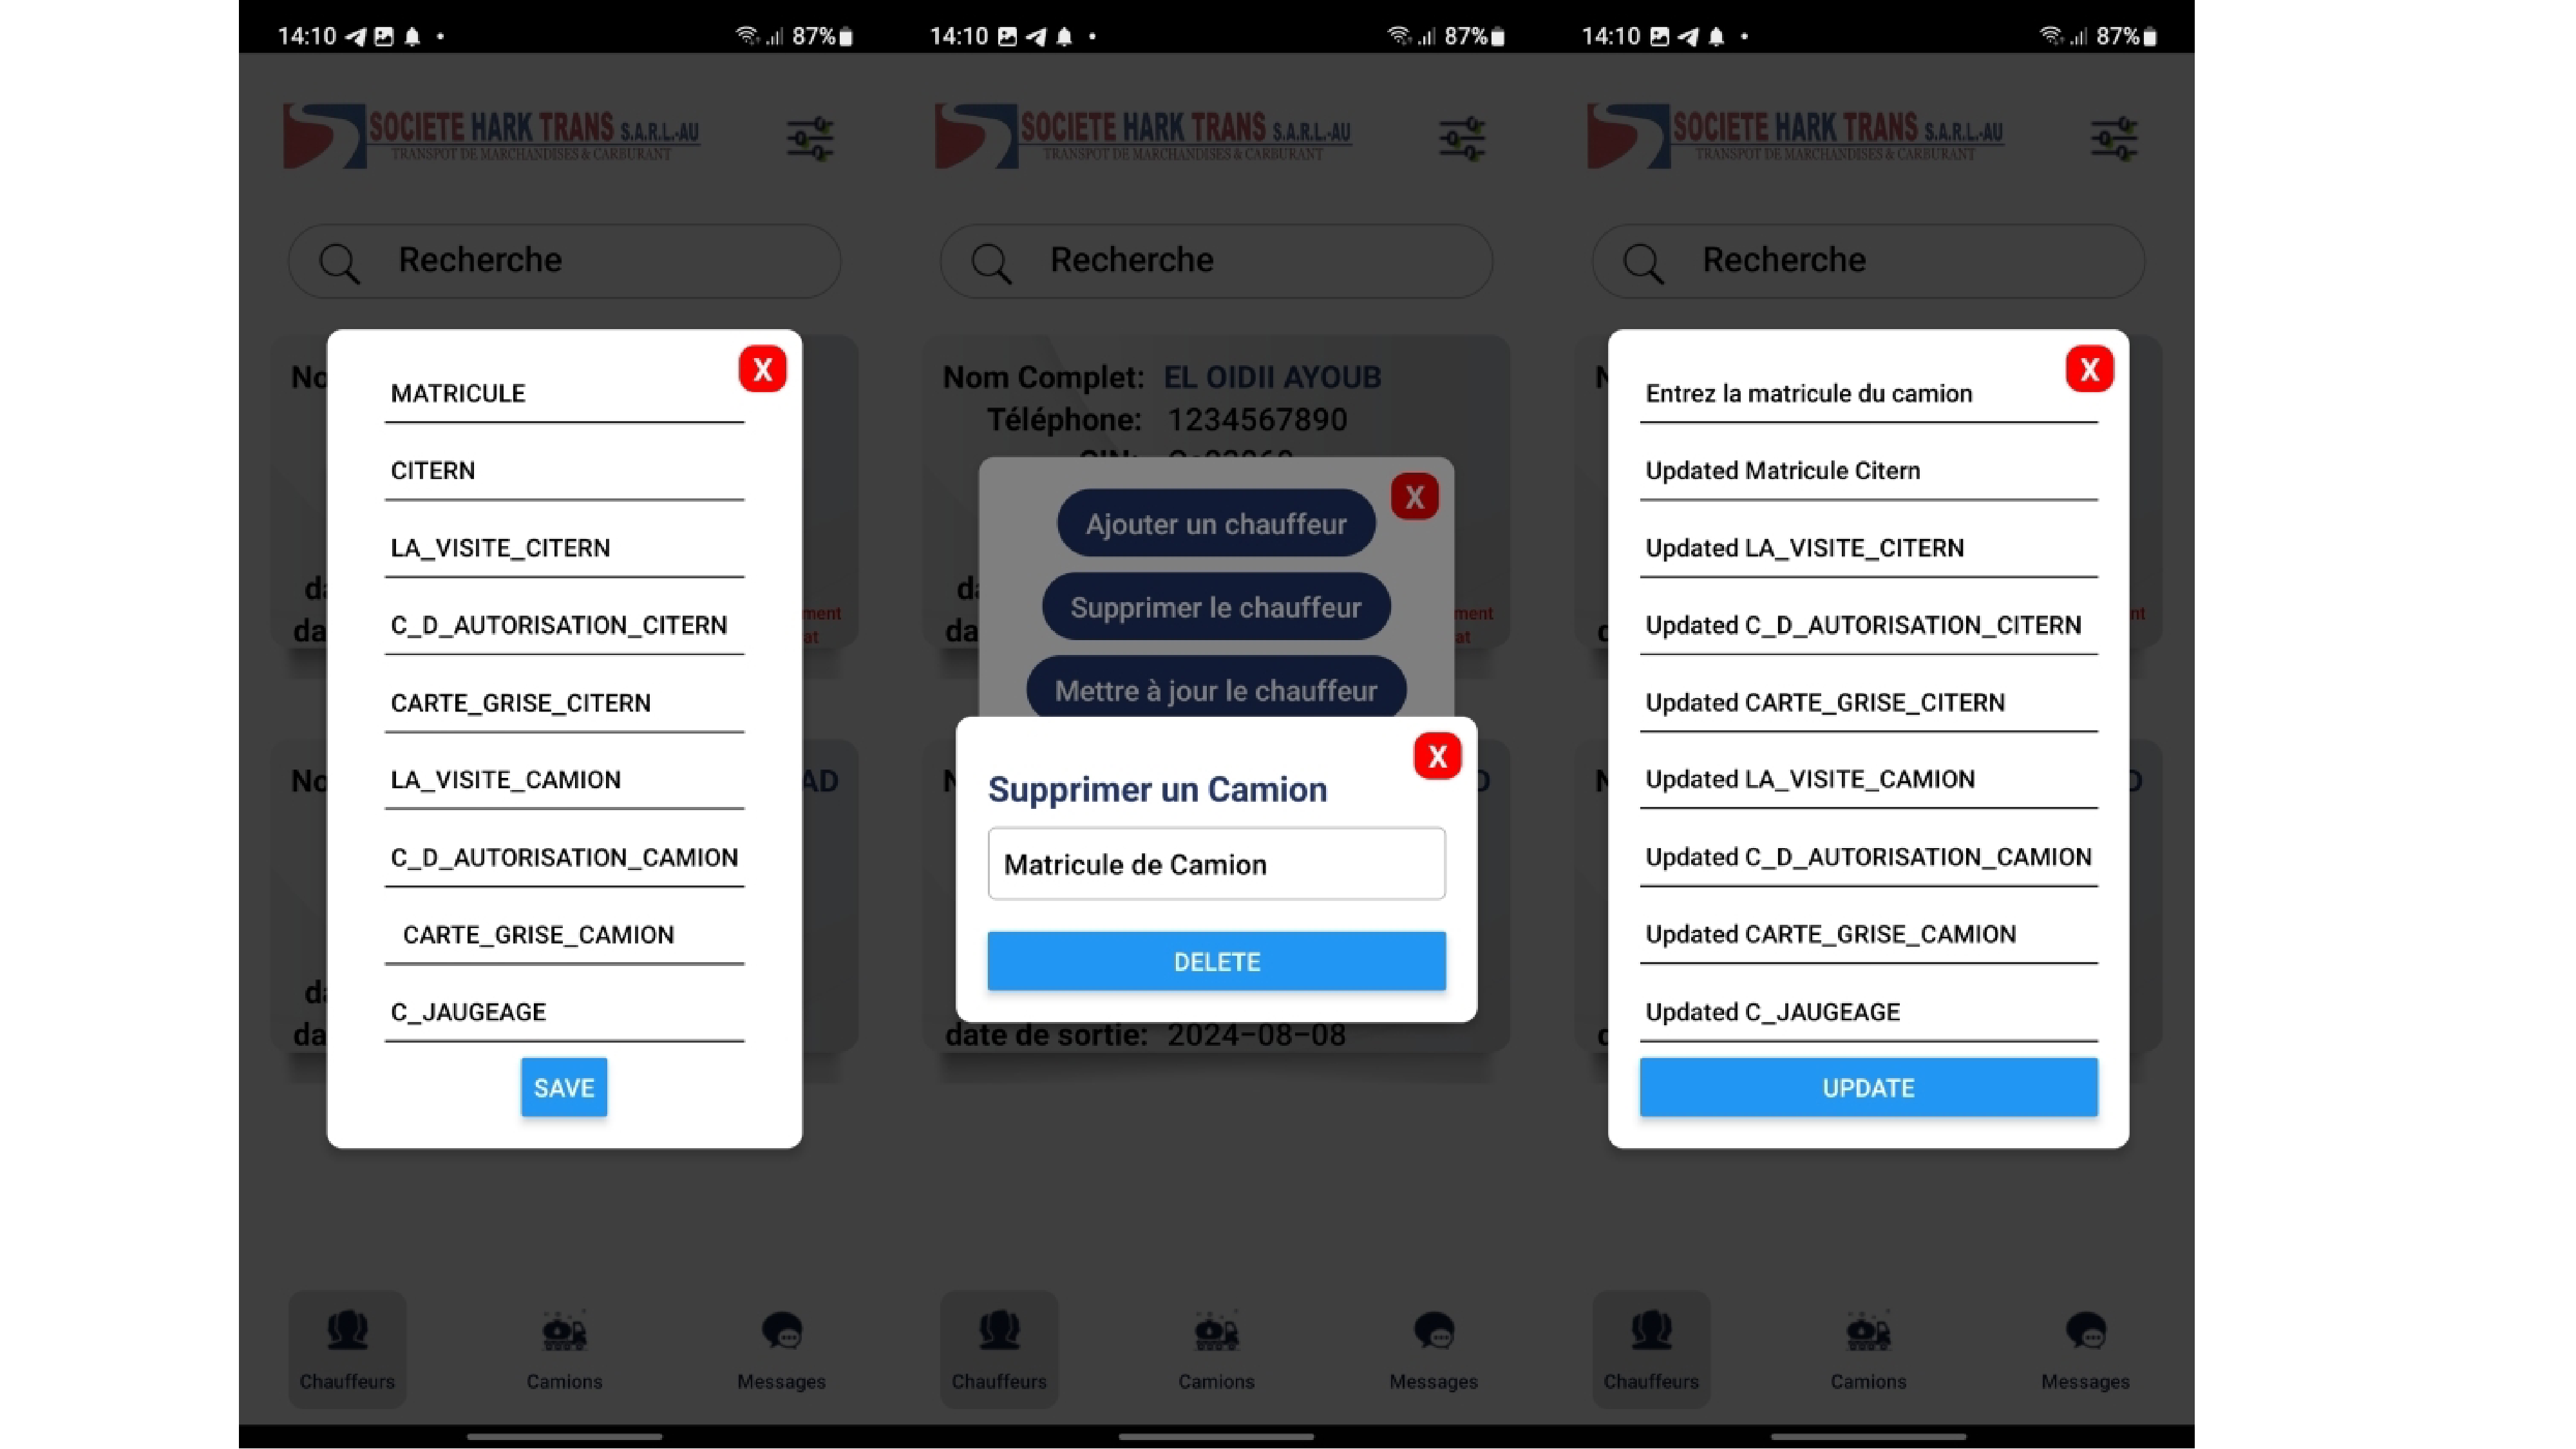 14:10
87%
SOCIETE HARK TRANS S.A.R.L.-AU
TRANSPOT DE MARCHANDISES & CARBURANT
Recherche
X
MATRICULE
CITERN
LA_VISITE_CITERN
C_D_AUTORISATION_CITERN
CARTE_GRISE_CITERN
LA_VISITE_CAMION
AD
C_D_AUTORISATION_CAMION
CARTE_GRISE_CAMION
C_JAUGEAGE
SAVE
Chauffeurs
Camions
Messages
14:10
87%
SOCIETE HARK TRANS S.A.R.L.-AU
TRANSPOT DE MARCHANDISES & CARBURANT
Recherche
Nom Complet: EL OIDII AYOUB
Téléphone: 1234567890
X
Ajouter un chauffeur
Supprimer le chauffeur
Mettre à jour le chauffeur
X
Supprimer un Camion
Matricule de Camion
DELETE
date de sortie: 2024-08-08
Chauffeurs
Camions
Messages
14:10
87%
SOCIETE HARK TRANS S.A.R.L.-AU
TRANSPOT DE MARCHANDISES & CARBURANT
Recherche
X
Entrez la matricule du camion
Updated Matricule Citern
Updated LA_VISITE_CITERN
Updated C_D_AUTORISATION_CITERN
Updated CARTE_GRISE_CITERN
Updated LA_VISITE_CAMION
Updated C_D_AUTORISATION_CAMION
Updated CARTE_GRISE_CAMION
Updated C_JAUGEAGE
UPDATE
Chauffeurs
Camions
Messages